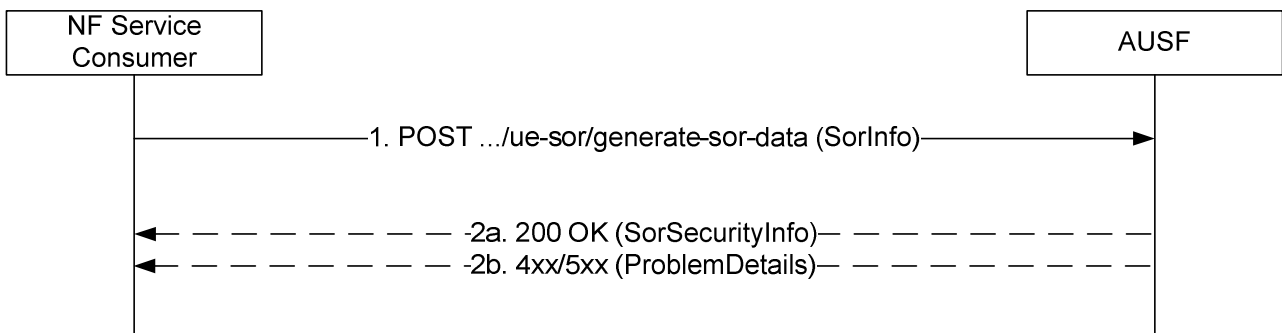 NF Service
Consumer
AUSF
1. POST .../ue-sor/generate-sor-data (SorInfo)
2a. 200 OK (SorSecurityInfo)
2b. 4xx/5xx (ProblemDetails)